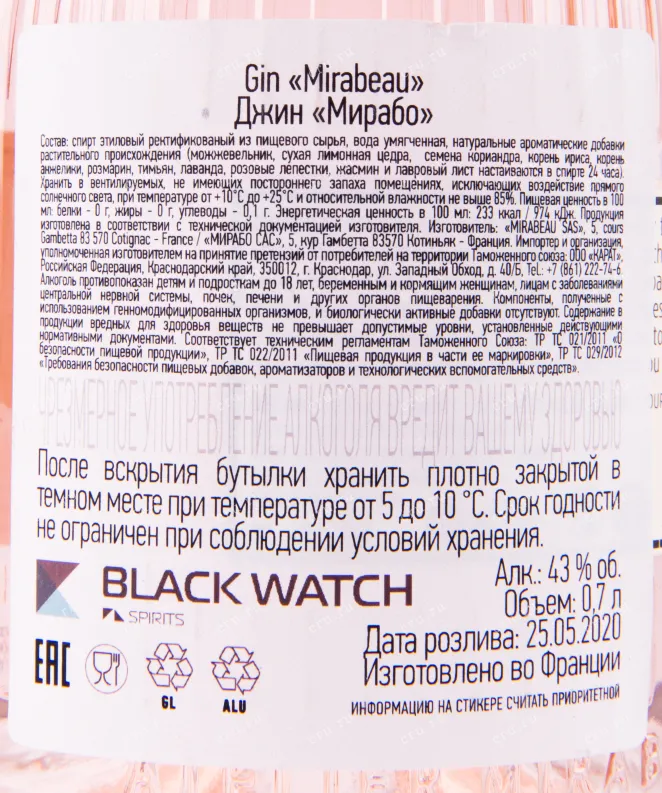 Gin «Mirabeau»
Джин «Мирабо»
Состав: спирт этиловый ректификованый из пищевого сырья, вода умягченная, натуральные ароматические добавки
растительного происхождения (можжевельник, сухая лимонная цедра, семена кориандра, корень ириса, корень
анжелики, розмарин, тимьян, лаванда, розовые лепестки, жасмин и лавровый лист настаиваются в спирте 24 часа).
Хранить в вентилируемых, не имеющих постороннего запаха помещениях, исключающих воздействие прямого
солнечного света, при температуре от +10°C до +25°C и относительной влажности не выше 85%. Пищевая ценность в 100
мл: белки - 0 г, жиры - 0 г, углеводы - 0,1 г. Энергетическая ценность в 100 мл: 233 ккал / 974 кДж. Продукция
изготовлена в соответствии с технической документацией изготовителя. Изготовитель: «MIRABEAU SAS», 5, cours
Gambetta 83 570 Cotignac - France / «МИРАБО САС», 5, кур Гамбетта 83570 Котиньяк - Франция. Импортер и организация,
уполномоченная изготовителем на принятие претензий от потребителей на территории Таможенного союза: ООО «КАРАТ»,
Российская Федерация, Краснодарский край, 350012, г. Краснодар, ул. Западный Обход, д. 40/5, Tel.: +7 (861) 222-74-6
Алкоголь противопоказан детям и подросткам до 18 лет, беременным и кормящим женщинам, лицам с заболеваниями
центральной нервной системы, почек, печени и других органов пищеварения. Компоненты, полученные с
использованием генномодифицированных организмов, и биологически активные добавки отсутствуют. Содержание в
продукции вредных для здоровья веществ не превышает допустимые уровни, установленные действующими
нормативными документами. Соответствует техническим регламентам Таможенного Союза: ТР ТС 021/2011 «О
безопасности пищевой продукции», ТР ТС 022/2011 «Пищевая продукция в части ее маркировки», ТР ТС 029/2012
«Требования безопасности пищевых добавок, ароматизаторов и технологических вспомогательных средств».
ЧРЕЗМЕРНОЕ УПОТРЕБЛЕНИЕ АЛКОГОЛЯ ВРЕДИТ ВАШЕМУ ЗДОРОВЬЮ
После вскрытия бутылки хранить плотно закрытой в
темном месте при температуре от 5 до 10 °C. Срок годности
не ограничен при соблюдении условий хранения.
BLACK WATCH
SPIRITS
Алк.: 43 % об.
Объем: 0,7 л
Дата розлива: 25.05.2020
Изготовлено во Франции
EAC
GL
ALU
ИНФОРМАЦИЮ НА СТИКЕРЕ СЧИТАТЬ ПРИОРИТЕТНОЙ